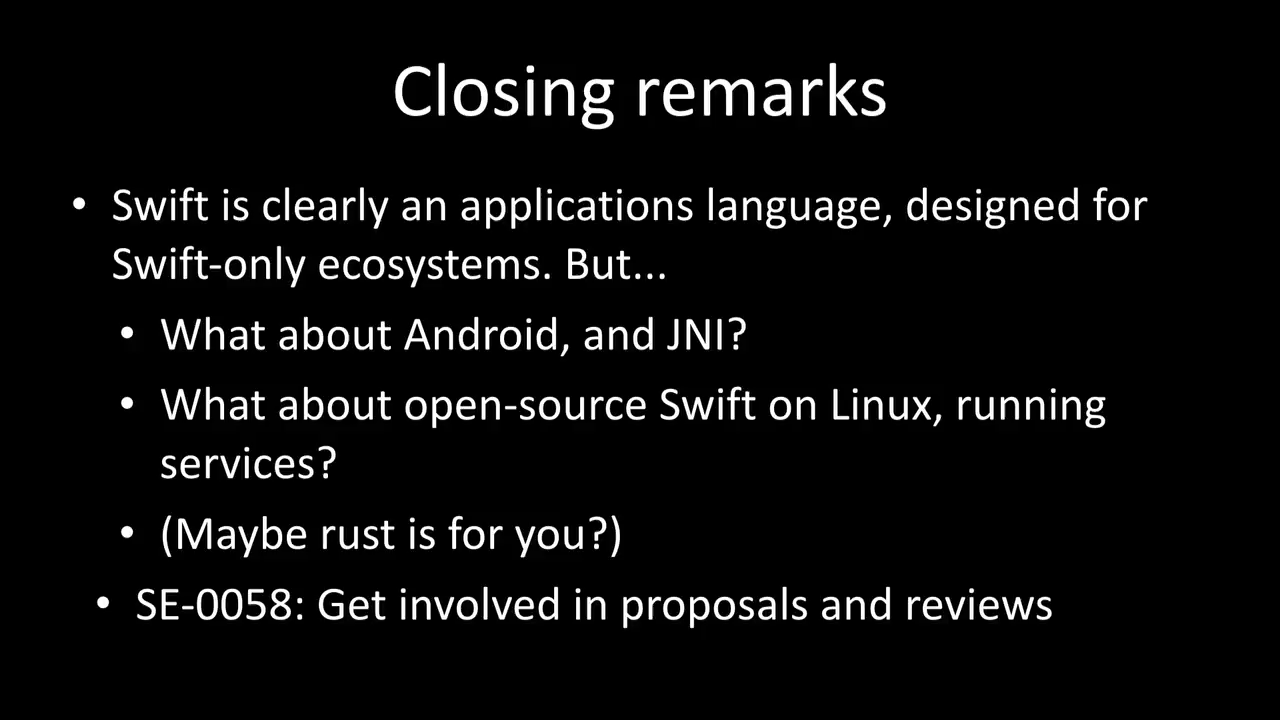 Closing remarks
• Swift is clearly an applications language, designed for
Swift-only ecosystems. But...
• What about Android, and JNI?
• What about open-source Swift on Linux, running
services?
• (Maybe rust is for you?)
• SE-0058: Get involved in proposals and reviews